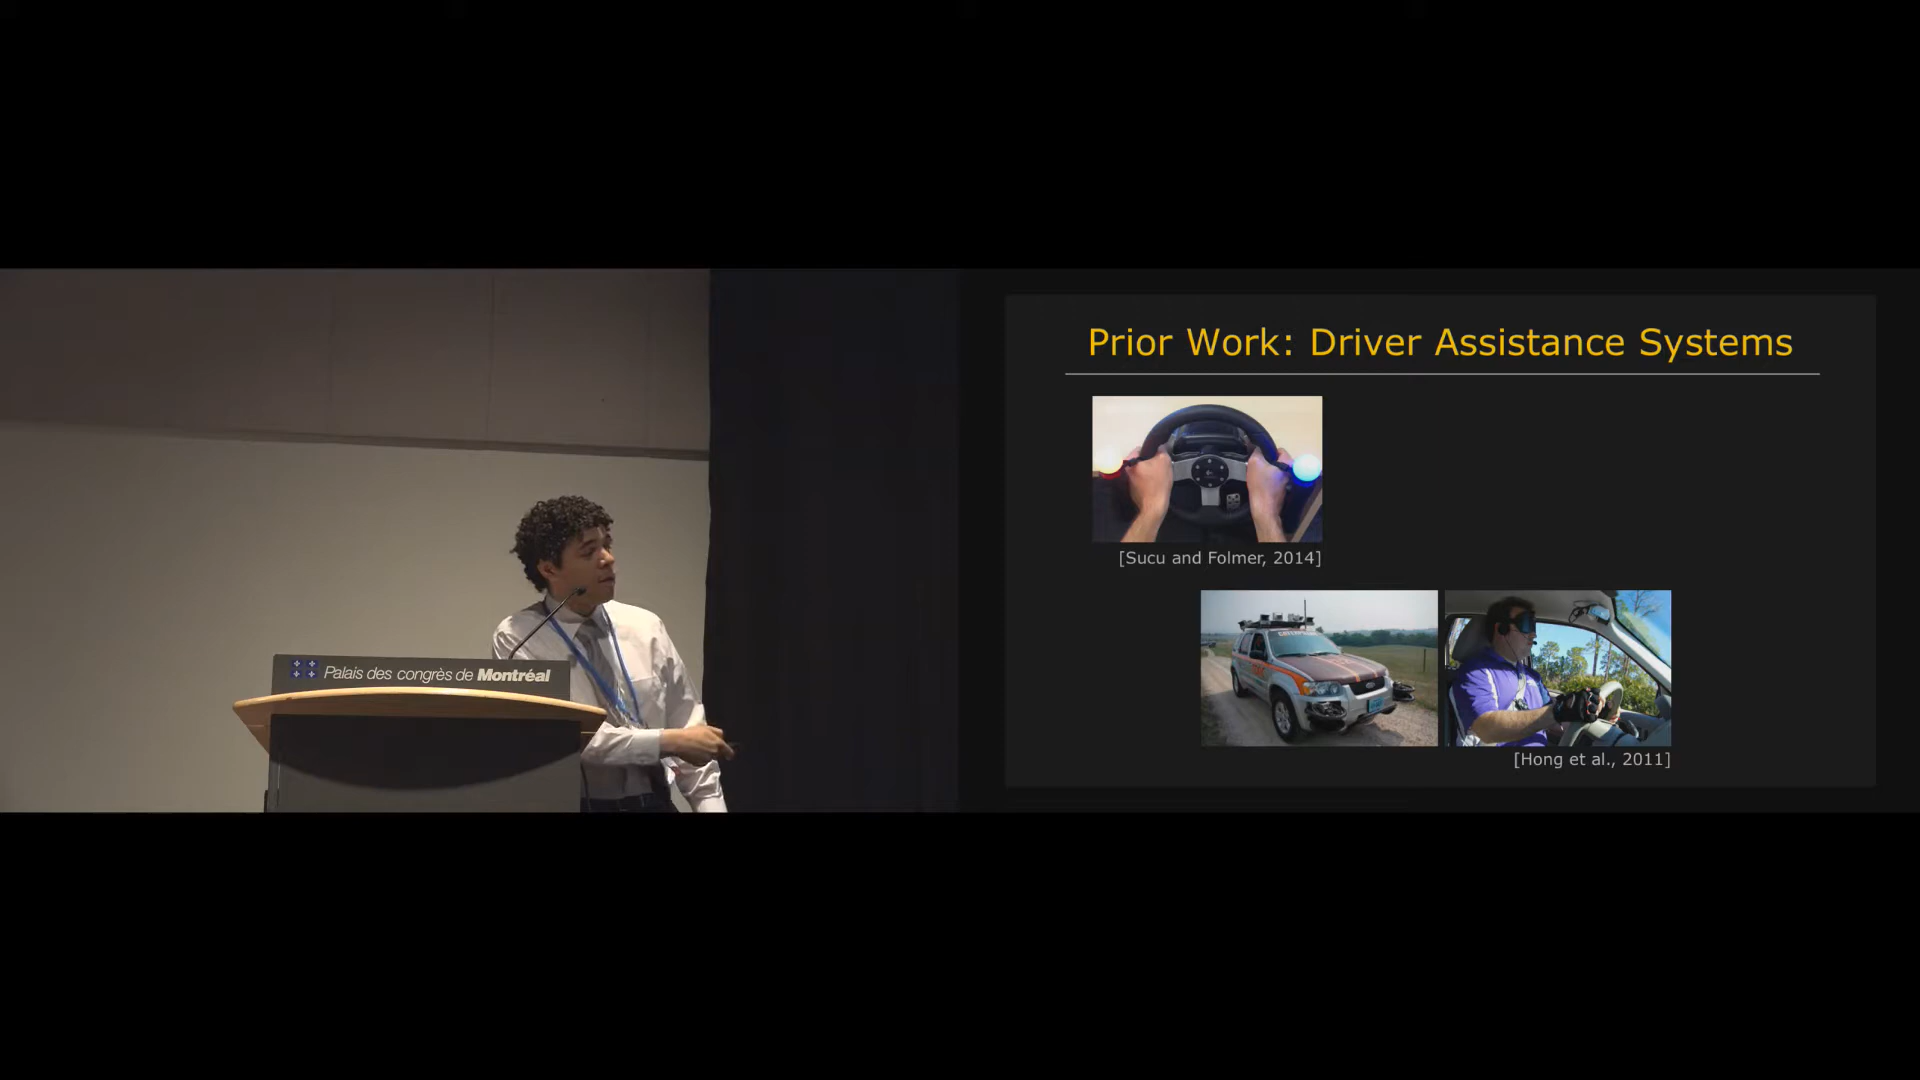 Palais des congrès de Montréal
Prior Work: Driver Assistance Systems
[Sucu and Folmer, 2014]
[Hong et al., 2011]